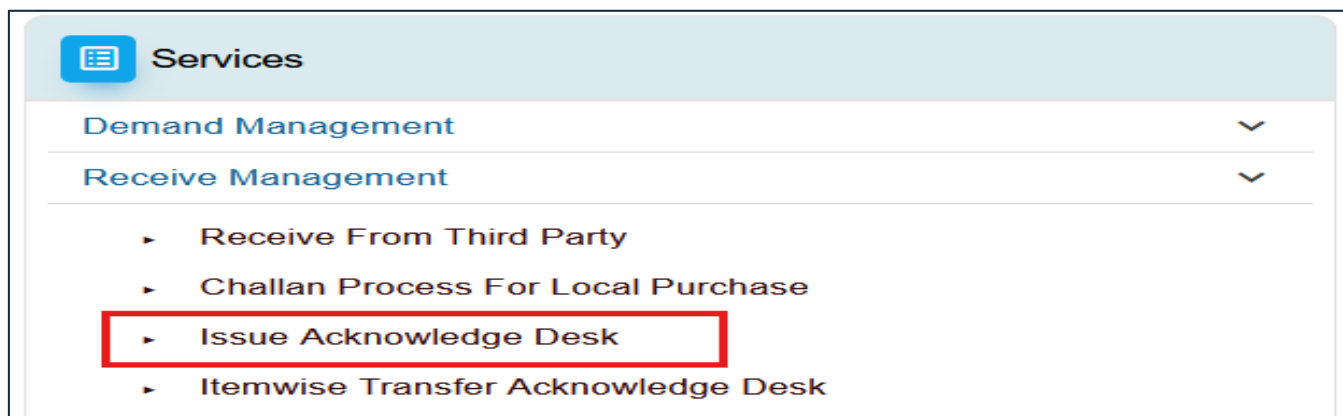 Services
Demand Management
Receive Management
Receive From Third Party
Challan Process For Local Purchase
Issue Acknowledge Desk
Itemwise Transfer Acknowledge Desk